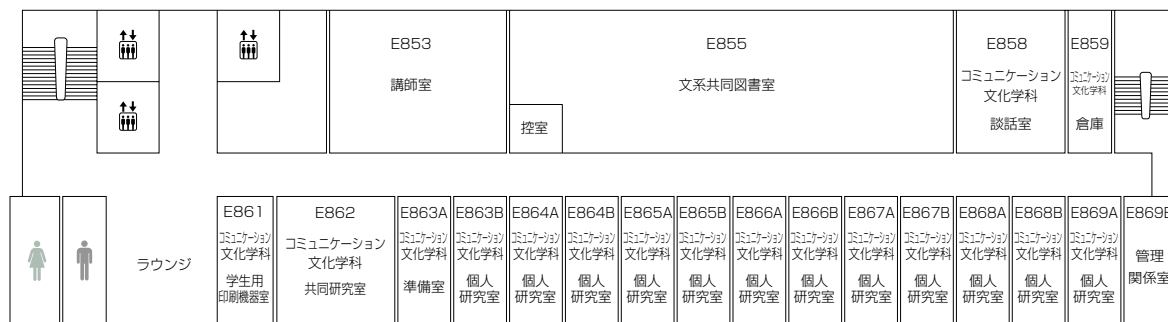 E853
講師室
E855
文系共同図書室
控室
E858
コミュニケーション
文化学科
談話室
E859
コミュニケーション
文化学科
倉庫
ラウンジ
E861
コミュニケーション
文化学科
学生用
印刷機器室
E862
コミュニケーション
文化学科
共同研究室
E863A
コミュニケーション
文化学科
準備室
E863B
コミュニケーション
文化学科
個人
研究室
E864A
コミュニケーション
文化学科
個人
研究室
E864B
コミュニケーション
文化学科
個人
研究室
E865A
コミュニケーション
文化学科
個人
研究室
E865B
コミュニケーション
文化学科
個人
研究室
E866A
コミュニケーション
文化学科
個人
研究室
E866B
コミュニケーション
文化学科
個人
研究室
E867A
コミュニケーション
文化学科
個人
研究室
E867B
コミュニケーション
文化学科
個人
研究室
E868A
コミュニケーション
文化学科
個人
研究室
E868B
コミュニケーション
文化学科
個人
研究室
E869A
コミュニケーション
文化学科
個人
研究室
E869B
管理
関係室